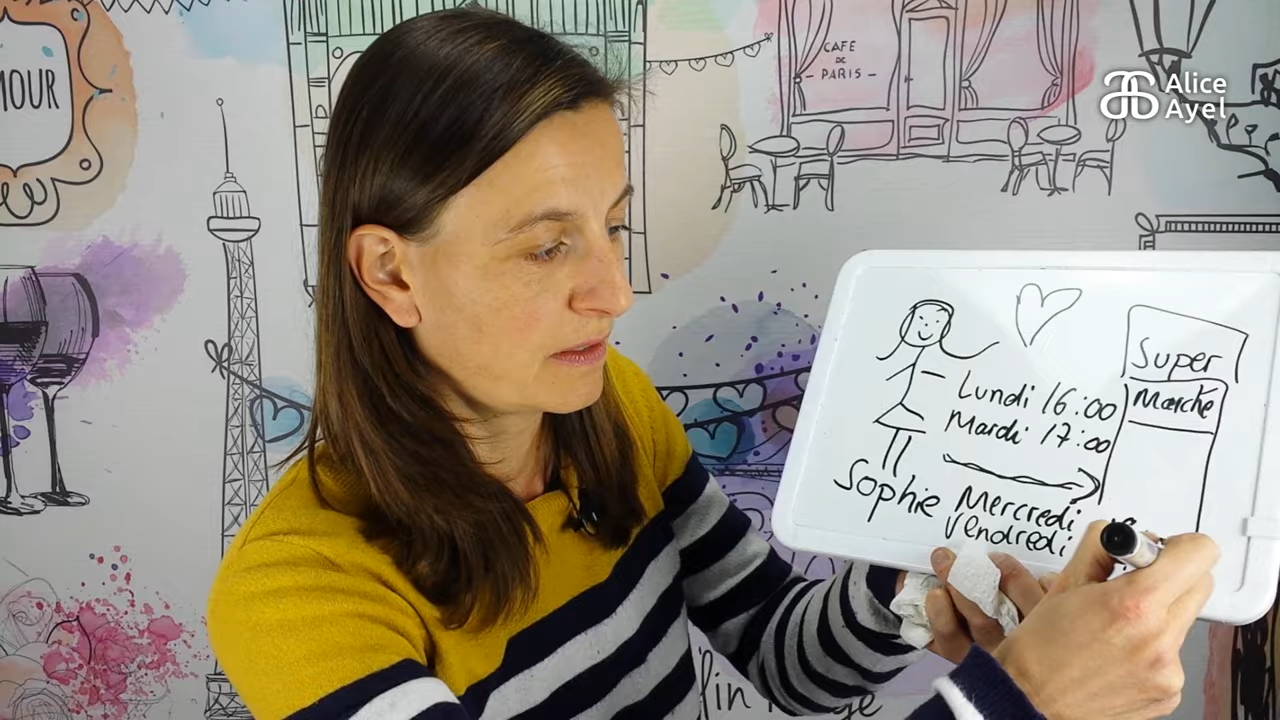 MOUR
CAFE
DE
- PARIS -
Alice
Ayel
Super
Marché
Lundi 16:00
Mardi 17:00
Sophie
Mercredi
Vendredi